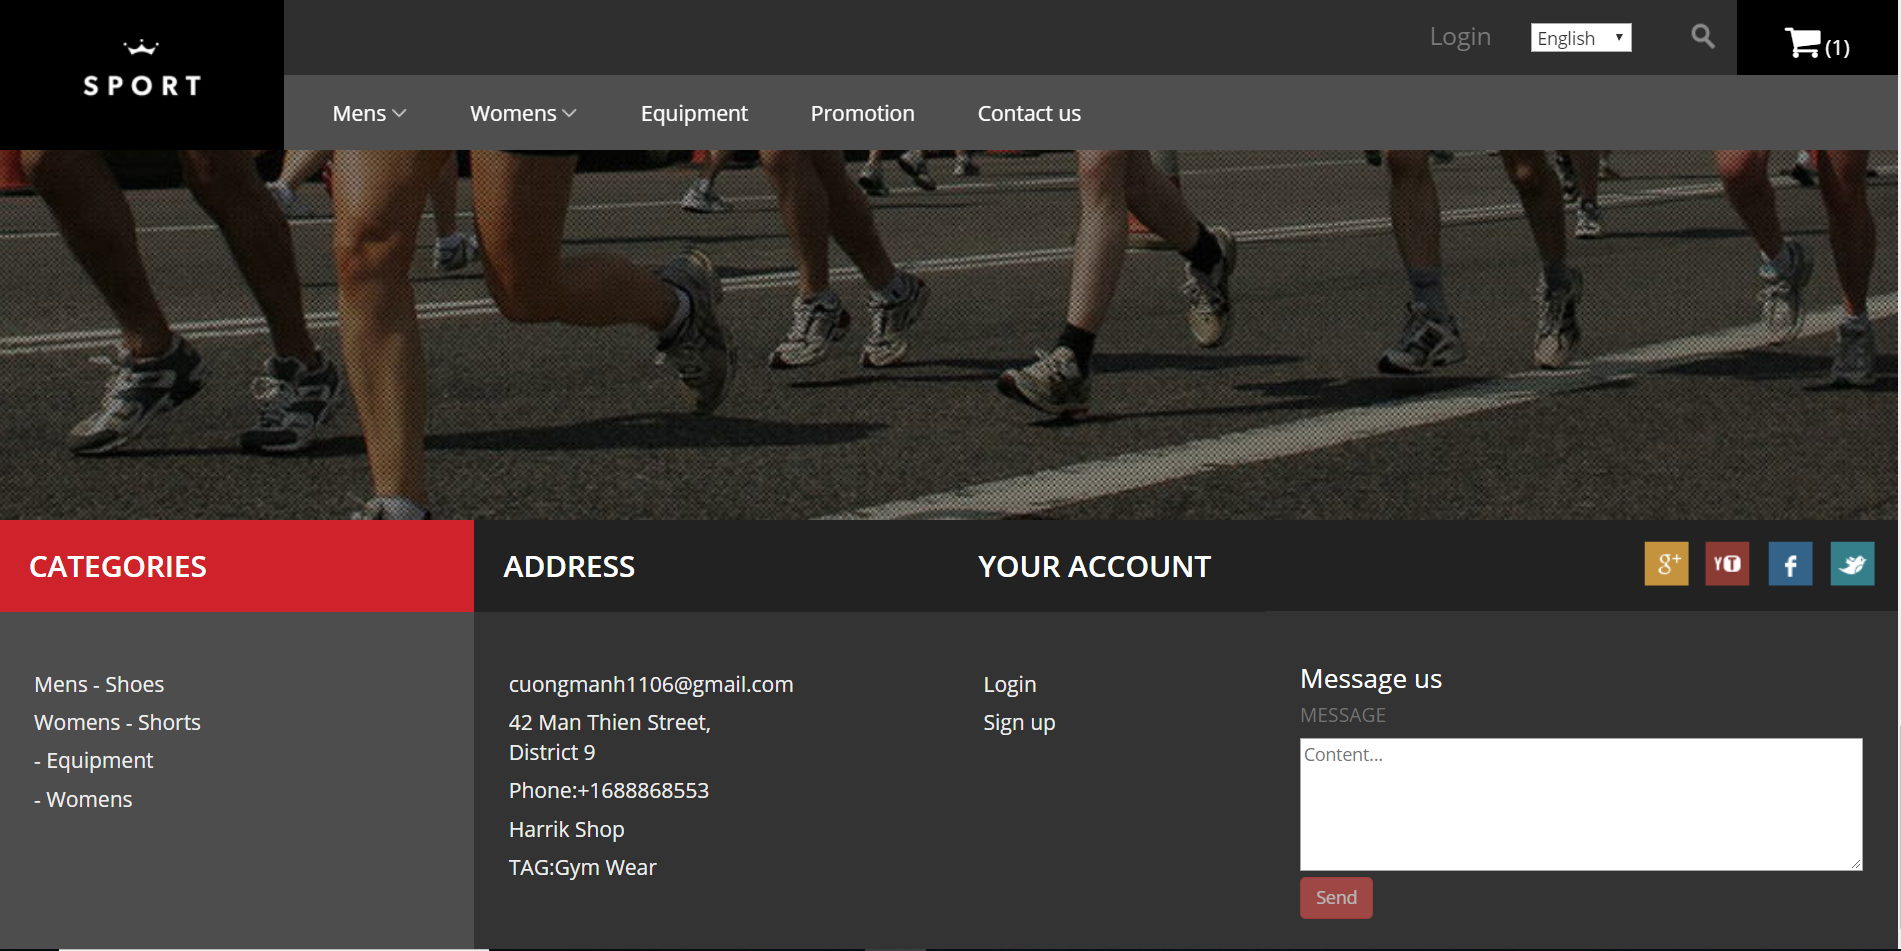 SPORT
Login
English
(1)
Mens
Womens
Equipment
Promotion
Contact us
CATEGORIES
ADDRESS
YOUR ACCOUNT
g+
YT
f
Mens - Shoes
Womens - Shorts
- Equipment
- Womens
cuongmanh1106@gmail.com
42 Man Thien Street,
District 9
Phone:+1688868553
Harrik Shop
TAG:Gym Wear
Login
Sign up
Message us
MESSAGE
Content...
Send